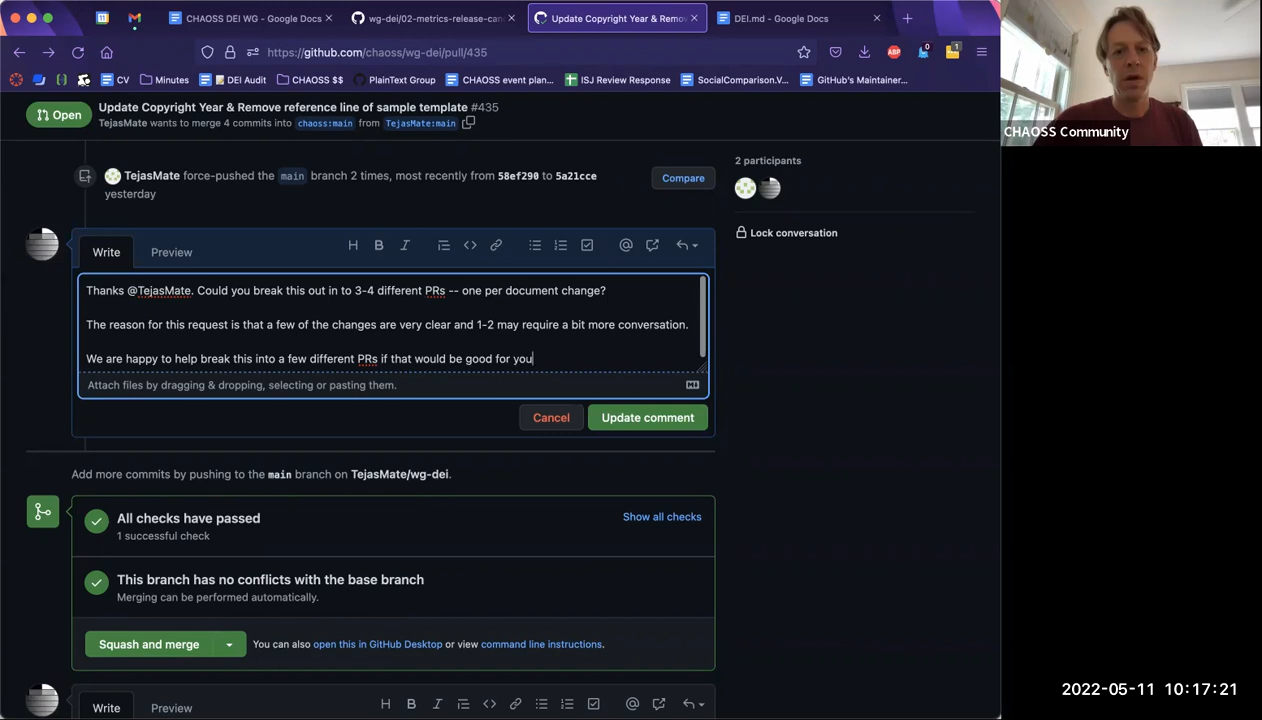 CHAOSS DEI WG - Google Docs
wg-dei/02-metrics-release-can
Update Copyright Year & Remov
DEI.md - Google Docs
https://github.com/chaoss/wg-dei/pull/435
ABP
0
1
CV
Minutes
DEI Audit
CHAOSS $$
PlainText Group
CHAOSS event plan...
ISJ Review Response
SocialComparison.V...
GitHub's Maintainer...
Open
Update Copyright Year & Remove reference line of sample template #435
TejasMate wants to merge 4 commits into chaoss:main from TejasMate:main
TejasMate force-pushed the main branch 2 times, most recently from 58ef290 to 5a21cce
yesterday
Compare
2 participants
Lock conversation
Write
Preview
Thanks @TejasMate. Could you break this out in to 3-4 different PRs -- one per document change?
The reason for this request is that a few of the changes are very clear and 1-2 may require a bit more conversation.
We are happy to help break this into a few different PRs if that would be good for you
Attach files by dragging & dropping, selecting or pasting them.
Cancel
Update comment
Add more commits by pushing to the main branch on TejasMate/wg-dei.
All checks have passed
1 successful check
Show all checks
This branch has no conflicts with the base branch
Merging can be performed automatically.
Squash and merge
You can also open this in GitHub Desktop or view command line instructions.
Write
Preview
CHAOSS Community
2022-05-11 10:17:21